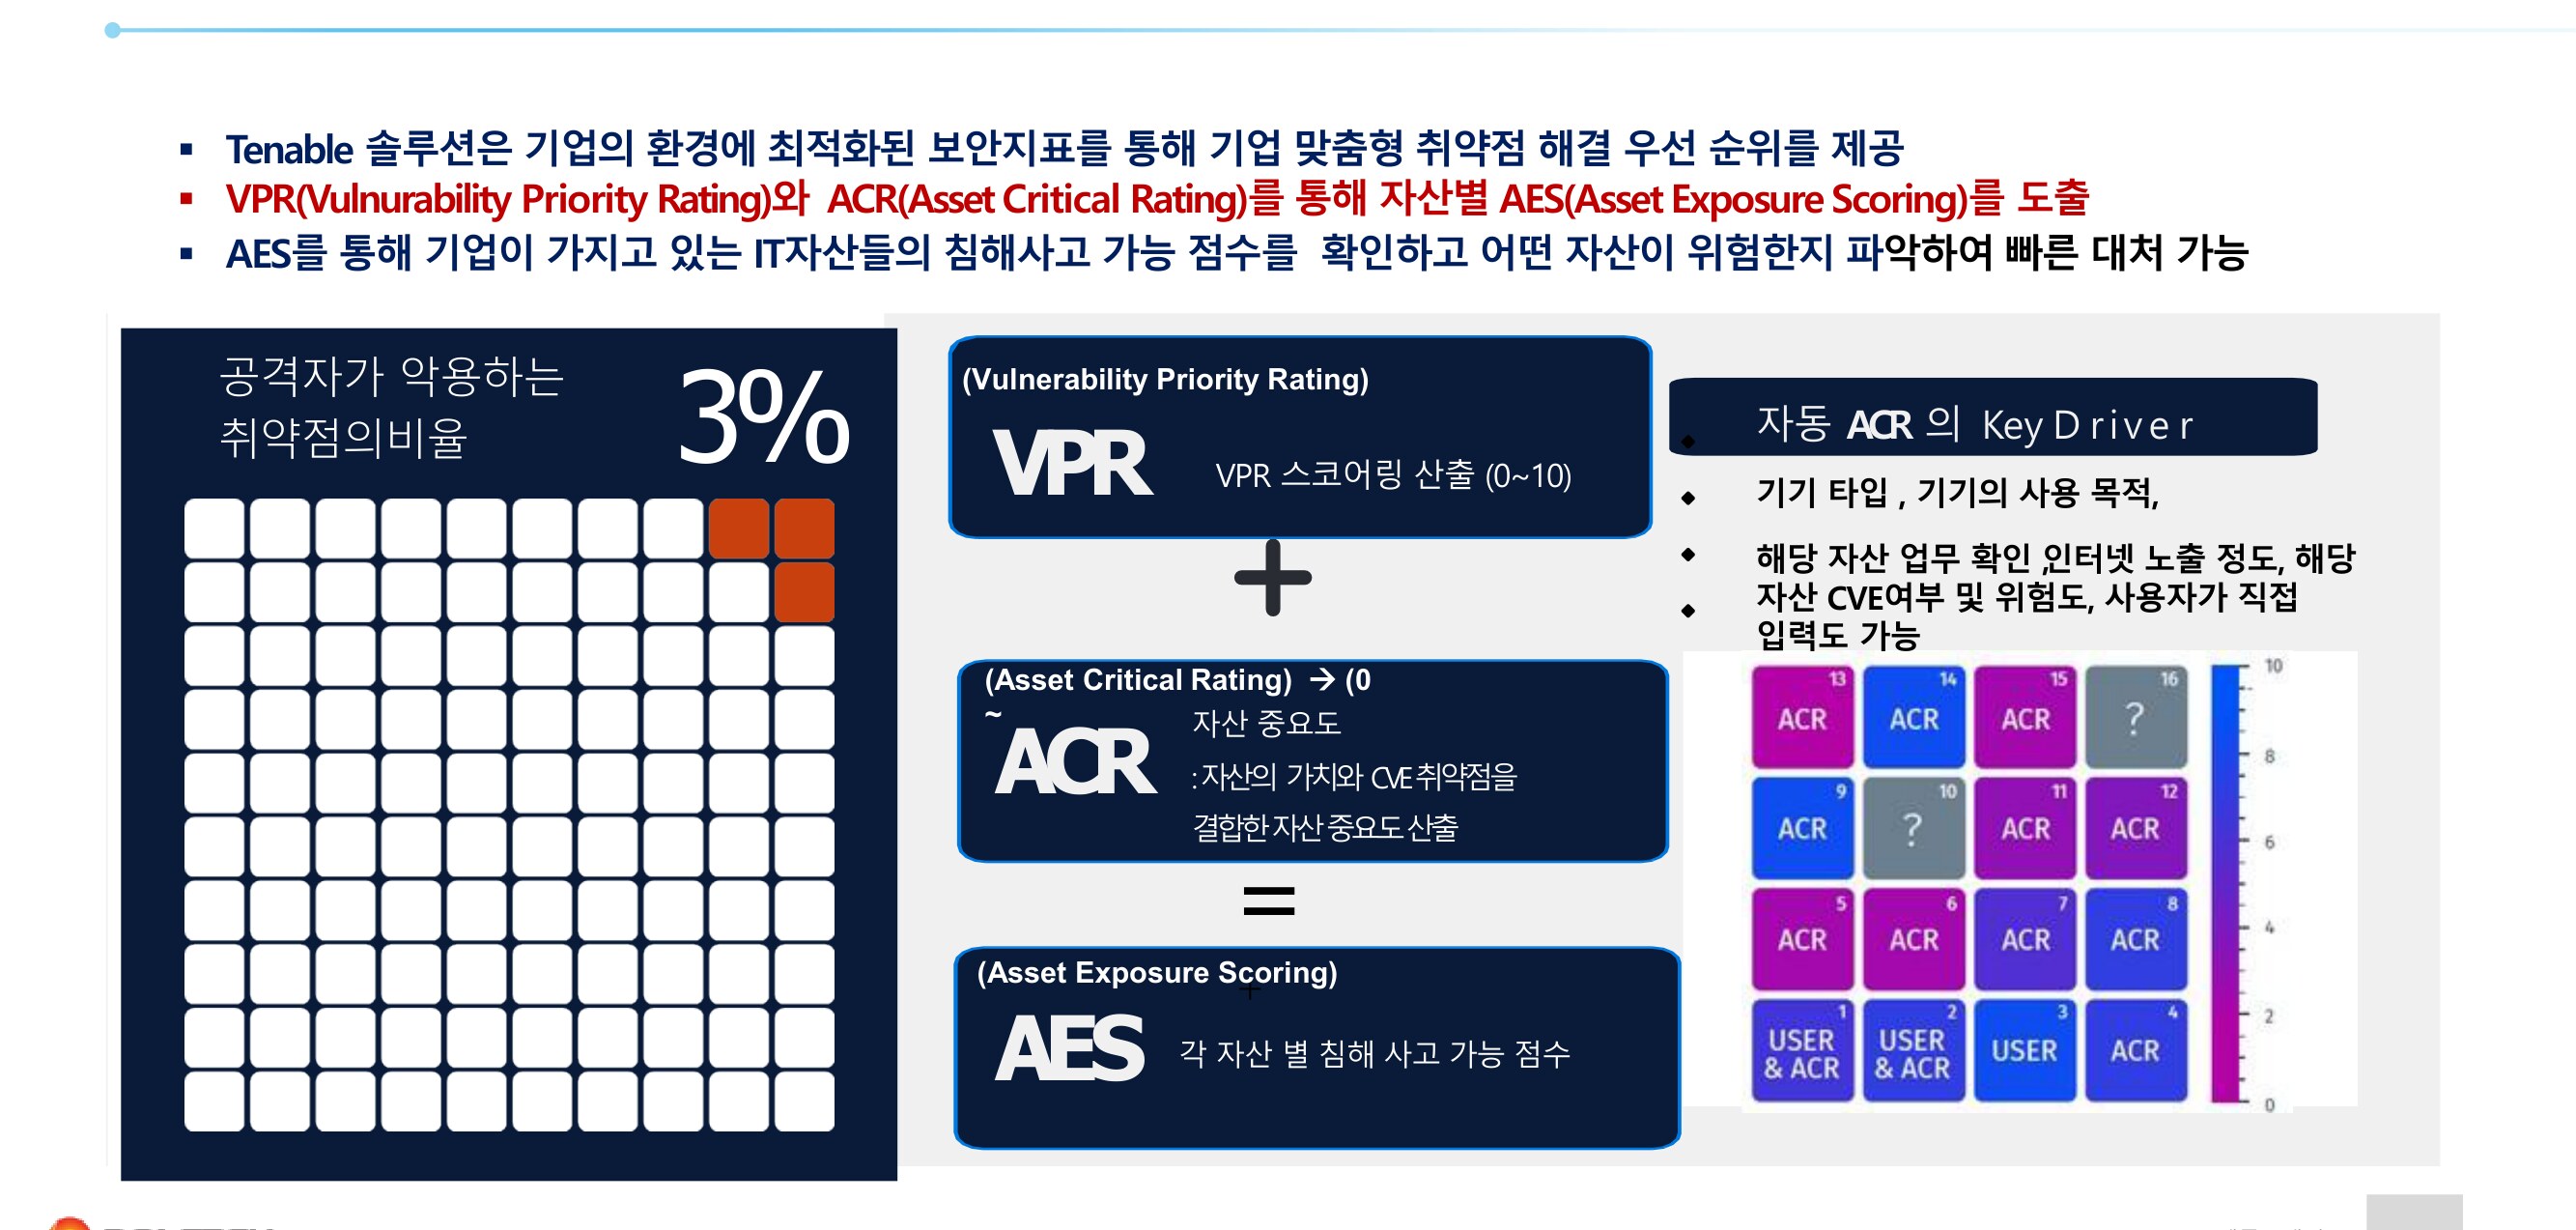 Tenable 솔루션은 기업의 환경에 최적화된 보안지표를 통해 기업 맞춤형 취약점 해결 우선 순위를 제공
VPR(Vulnurability Priority Rating)와 ACR(Asset Critical Rating)를 통해 자산별 AES(Asset Exposure Scoring)를 도출
AES를 통해 기업이 가지고 있는 IT자산들의 침해사고 가능 점수를 확인하고 어떤 자산이 위험한지 파악하여 빠른 대처 가능
공격자가 악용하는
취약점의비율
3%
(Vulnerability Priority Rating)
VPR
VPR 스코어링 산출 (0~10)
+
(Asset Critical Rating) → (0
~
ACR
자산 중요도
: 자산의 가치와 CVE 취약점을
결합한 자산 중요도 산출
=
(Asset Exposure Scoring)
+
AES
각 자산 별 침해 사고 가능 점수
자동 ACR 의 Key Driver
기기 타입 , 기기의 사용 목적,
해당 자산 업무 확인 ,인터넷 노출 정도, 해당
자산 CVE여부 및 위험도, 사용자가 직접
입력도 가능
13 ACR
14 ACR
15 ACR
16 ?
9 ACR
10 ?
11 ACR
12 ACR
5 ACR
6 ACR
7 ACR
8 ACR
1 USER & ACR
2 USER & ACR
3 USER
4 ACR
10
8
6
4
2
0